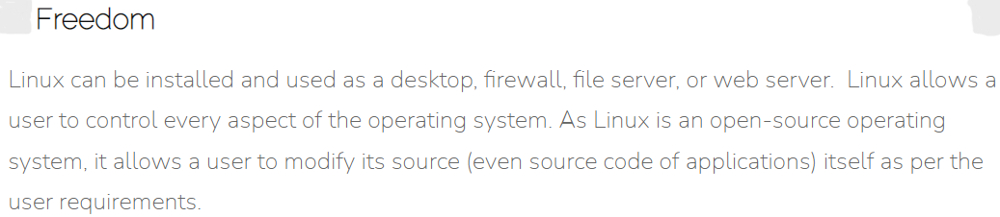 Freedom
Linux can be installed and used as a desktop, firewall, file server, or web server.  Linux allows a
user to control every aspect of the operating system. As Linux is an open-source operating
system, it allows a user to modify its source (even source code of applications) itself as per the
user requirements.